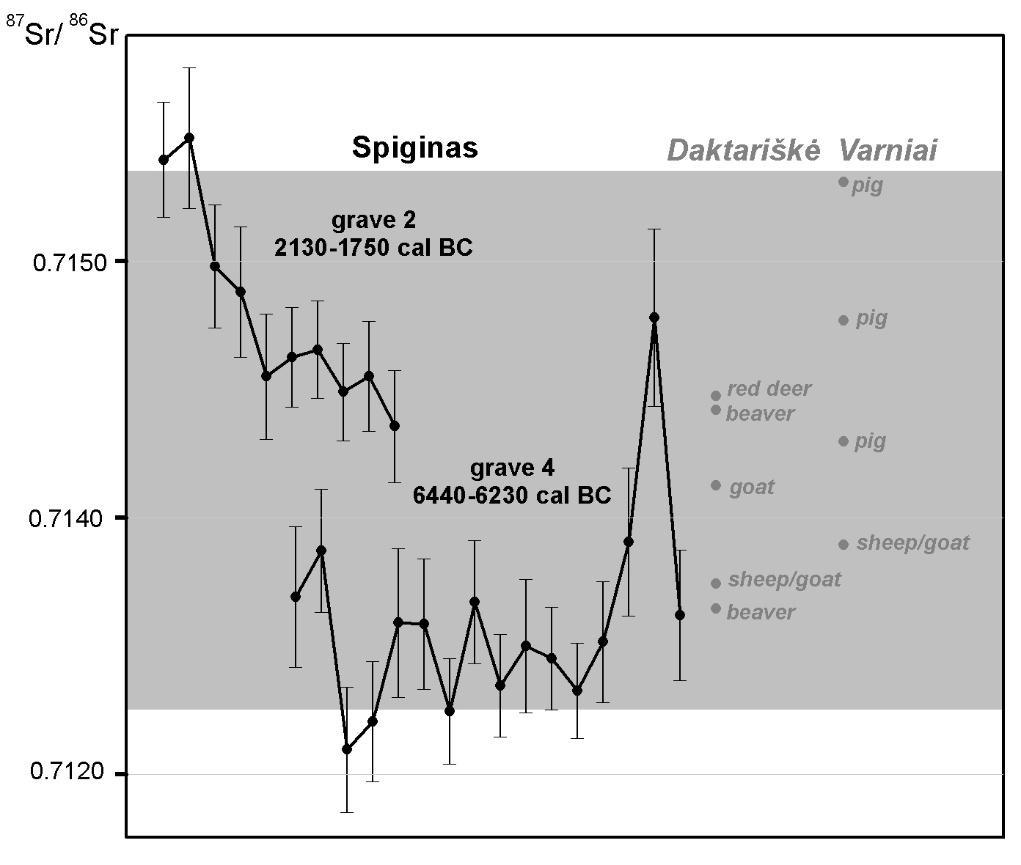 87Sr/ 86Sr
Spiginas
Daktariškė
Varniai
pig
grave 2
2130-1750 cal BC
0.7150
pig
red deer
beaver
pig
grave 4
6440-6230 cal BC
goat
0.7140
sheep/goat
sheep/goat
beaver
0.7120